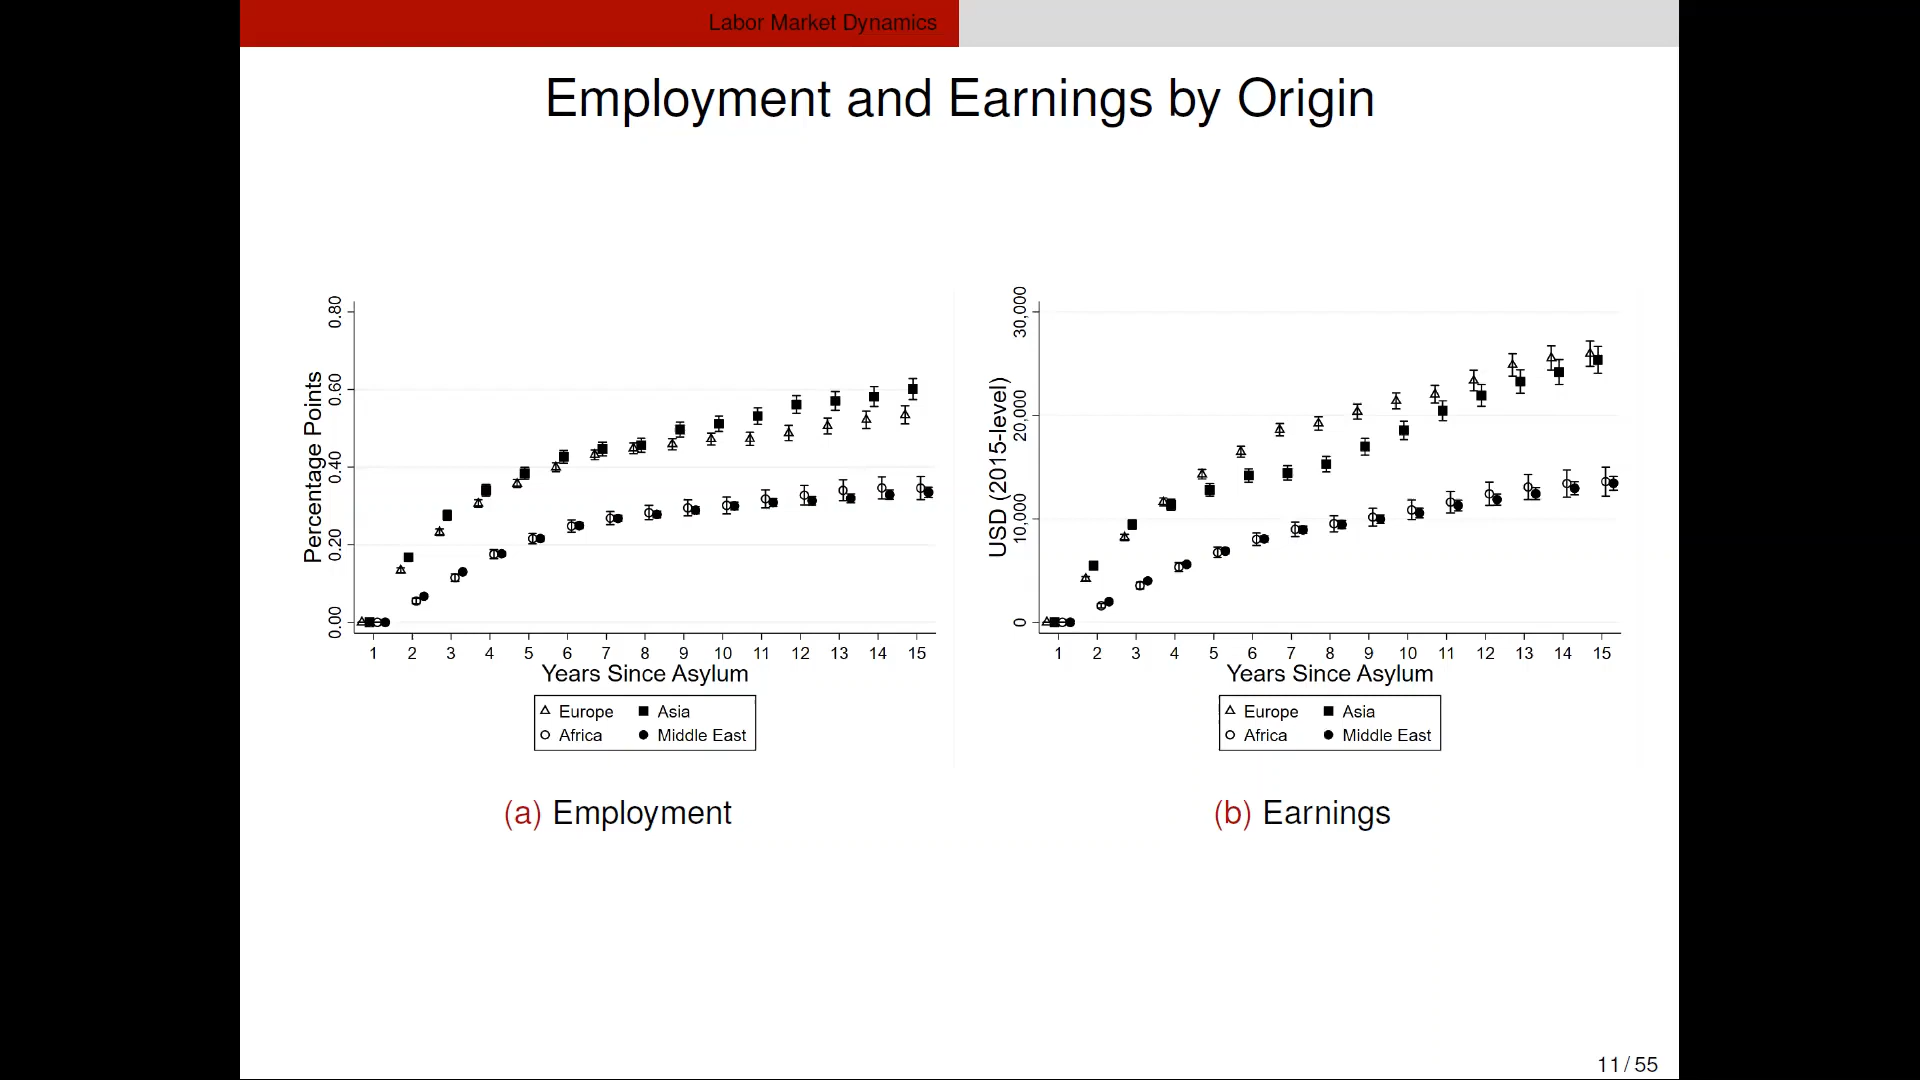 Labor Market Dynamics
Employment and Earnings by Origin
Percentage Points
0.80
0.60
0.40
0.20
0.00
1 2 3 4 5 6 7 8 9 10 11 12 13 14 15
Years Since Asylum
Europe Asia
Africa Middle East
(a) Employment
USD (2015-level)
30,000
20,000
10,000
0
1 2 3 4 5 6 7 8 9 10 11 12 13 14 15
Years Since Asylum
Europe Asia
Africa Middle East
(b) Earnings
11 / 55